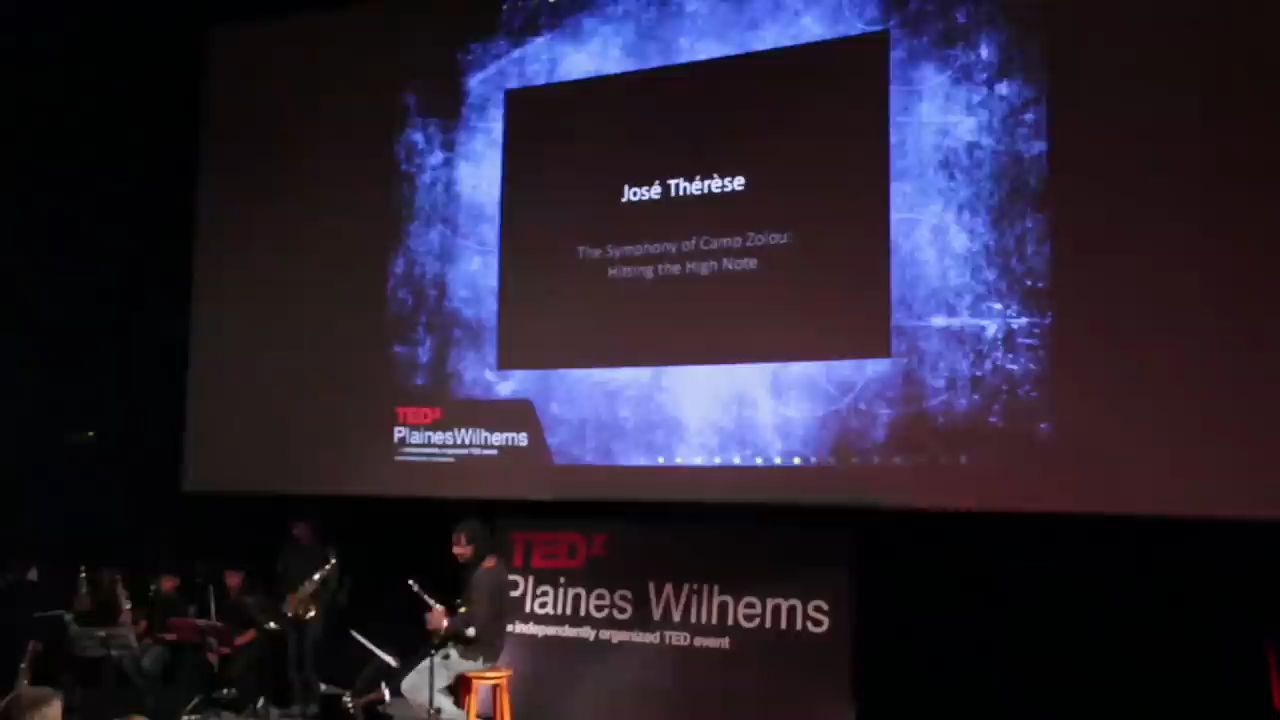 José Thérèse
The Symphony of Camp Zolou:
Hitting the High Note
TEDx
PlainesWilhems
TEDx
Plaines Wilhems
independently organized TED event